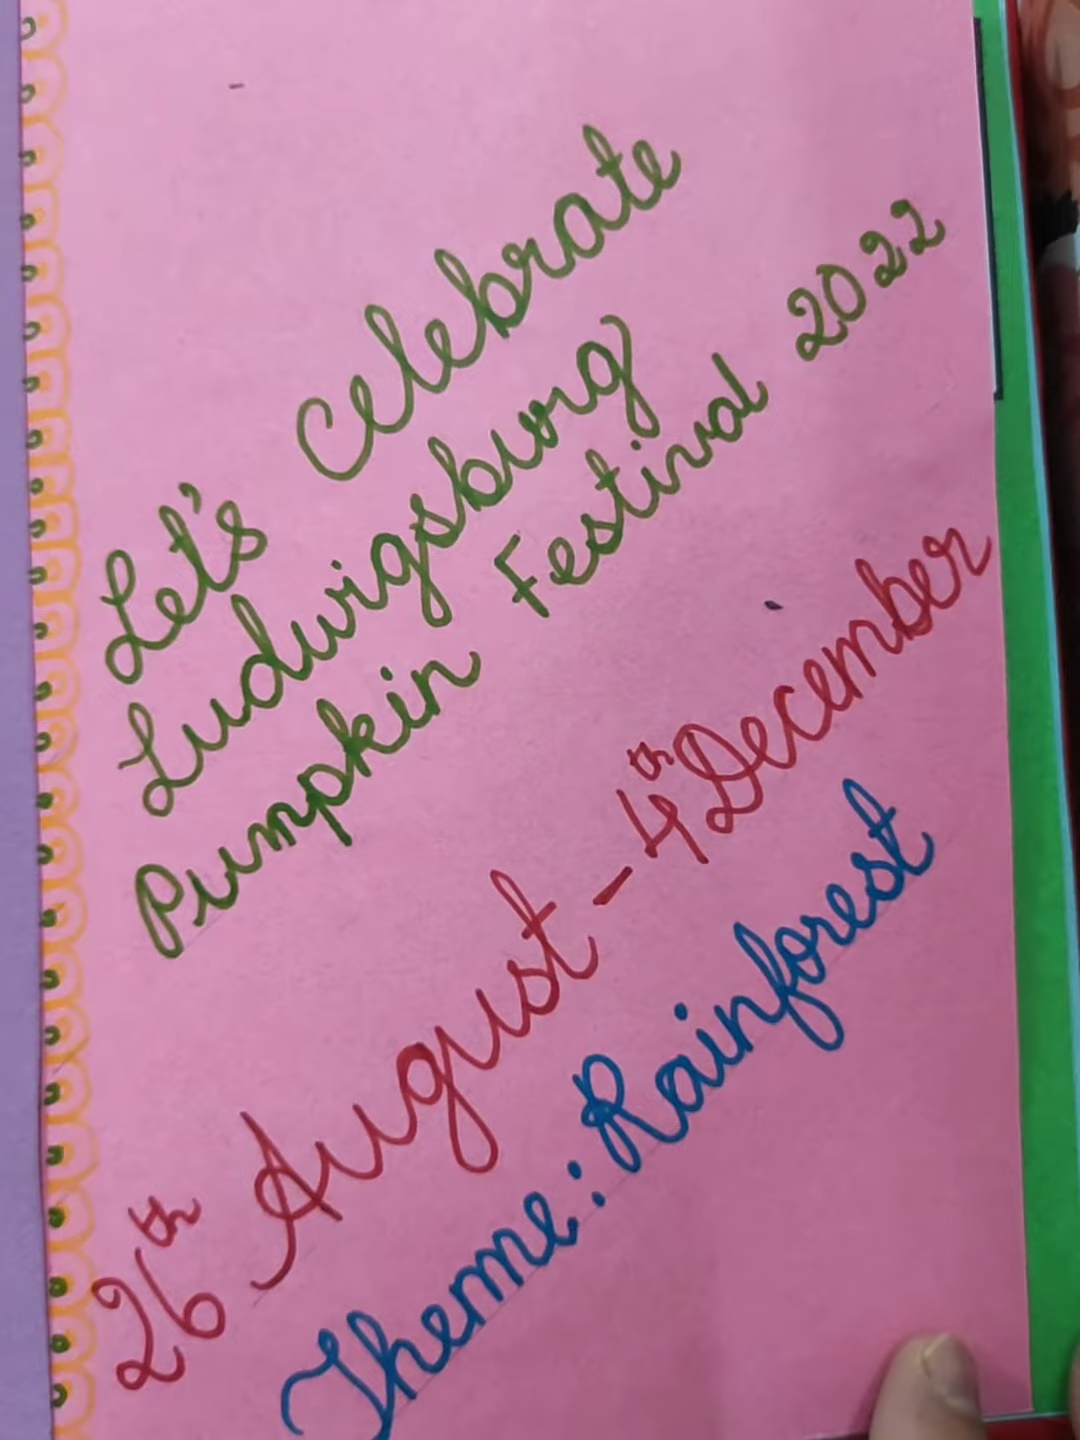 Let's Celebrate
Ludwigsburg
Pumpkin Festival 2022
26th August - 4th December
Theme: Rainforest